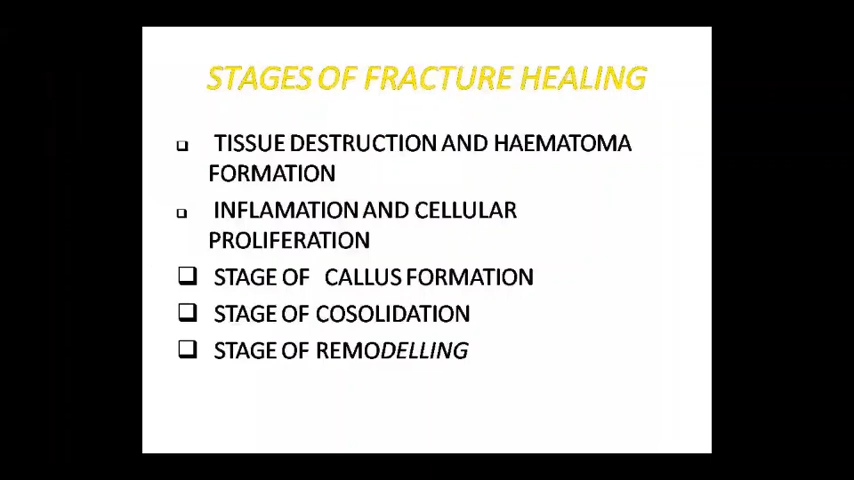 STAGES OF FRACTURE HEALING
TISSUE DESTRUCTION AND HAEMATOMA
FORMATION
INFLAMATION AND CELLULAR
PROLIFERATION
STAGE OF CALLUS FORMATION
STAGE OF COSOLIDATION
STAGE OF REMODELLING